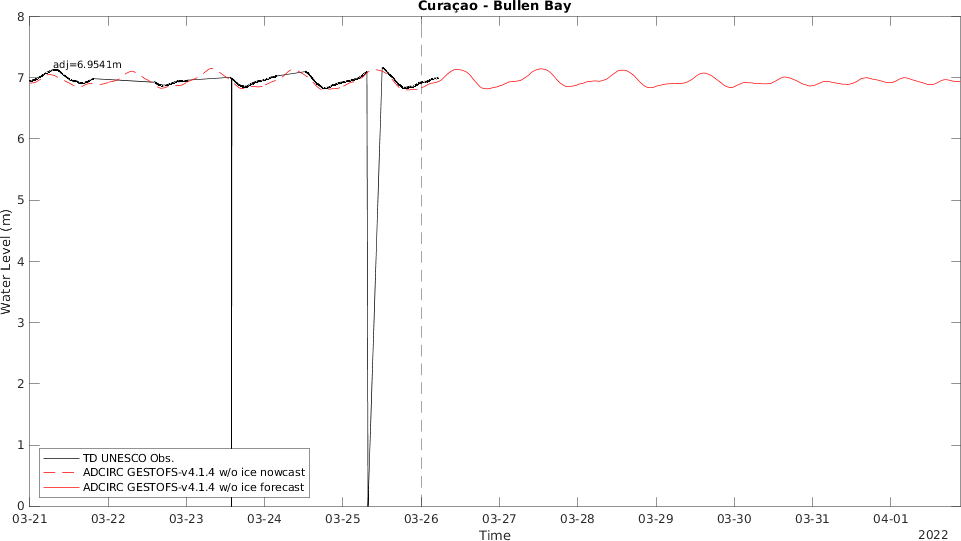 Curaçao - Bullen Bay
8
7
6
5
4
3
2
1
0
Water Level (m)
adj=6.9541m
TD UNESCO Obs.
ADCIRC GESTOFS-v4.1.4 w/o ice nowcast
ADCIRC GESTOFS-v4.1.4 w/o ice forecast
03-21 03-22 03-23 03-24 03-25 03-26 03-27 03-28 03-29 03-30 03-31 04-01
Time
2022